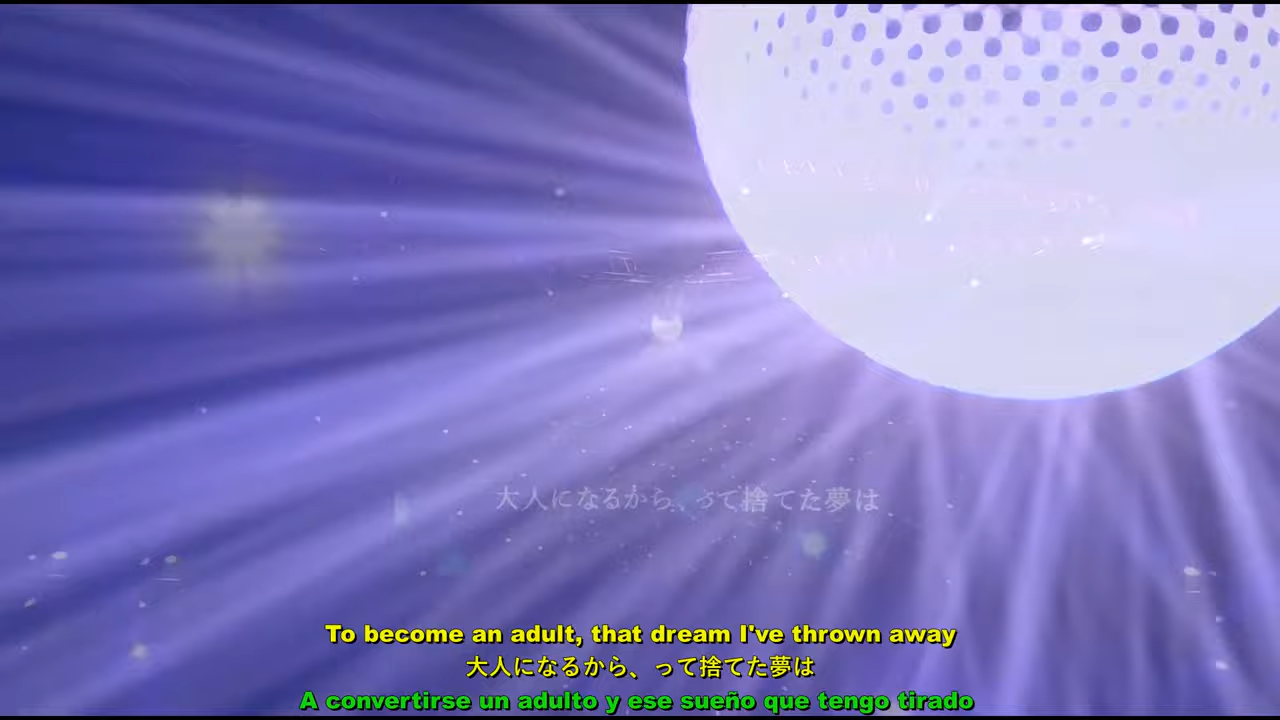 大人になるから、って捨てた夢は
To become an adult, that dream I've thrown away
大人になるから、って捨てた夢は
A convertirse un adulto y ese sueño que tengo tirado